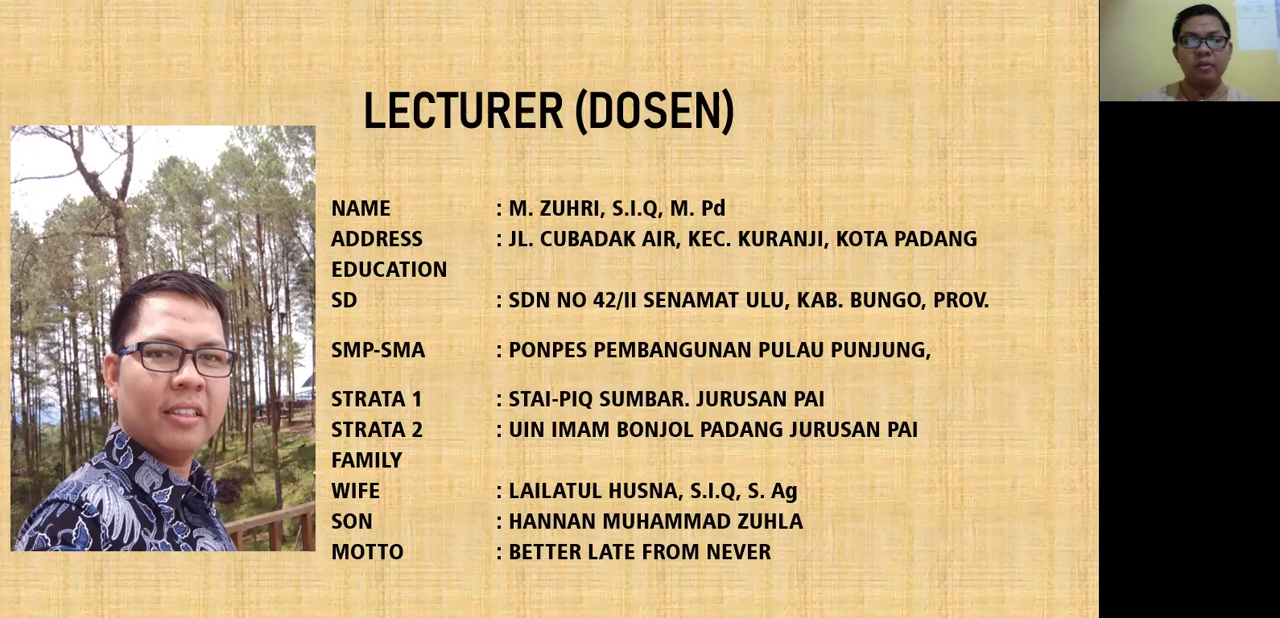 LECTURER (DOSEN)
NAME : M. ZUHRI, S.I.Q, M. Pd
ADDRESS : JL. CUBADAK AIR, KEC. KURANJI, KOTA PADANG
EDUCATION
SD : SDN NO 42/II SENAMAT ULU, KAB. BUNGO, PROV.
SMP-SMA : PONPES PEMBANGUNAN PULAU PUNJUNG,
STRATA 1 : STAI-PIQ SUMBAR. JURUSAN PAI
STRATA 2 : UIN IMAM BONJOL PADANG JURUSAN PAI
FAMILY
WIFE : LAILATUL HUSNA, S.I.Q, S. Ag
SON : HANNAN MUHAMMAD ZUHLA
MOTTO : BETTER LATE FROM NEVER